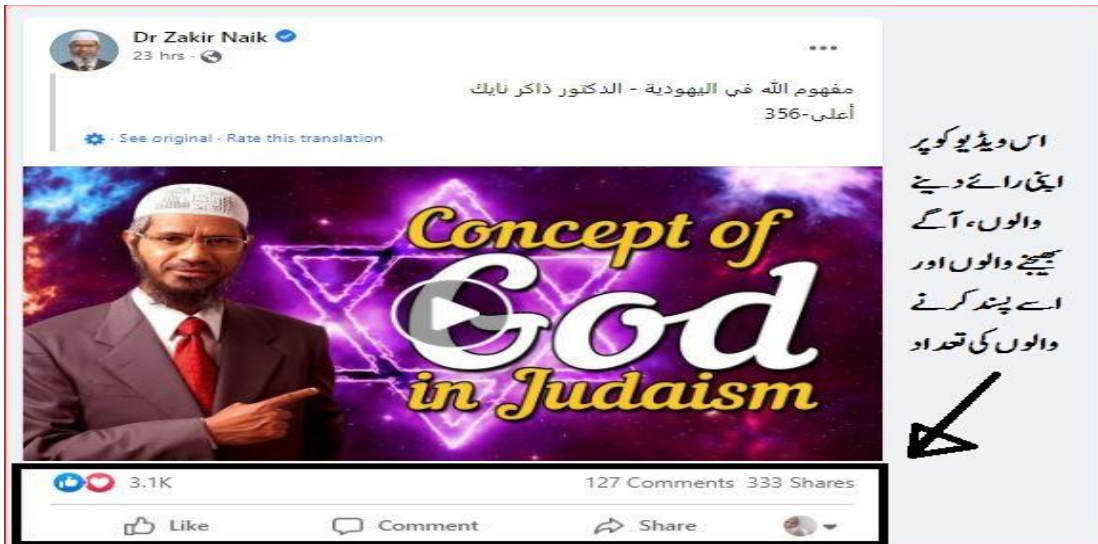 Dr Zakir Naik
23 hrs ·
مفهوم الله في اليهودية - الدكتور ذاكر نايك
أعلى-356
· See original · Rate this translation
Concept of
God
in Judaism
اس ویڈیو کو پر
اپنی رائے دینے
والوں، آگے
بھیجنے والوں اور
اسے پسند کرنے
والوں کی تعداد
3.1K
127 Comments 333 Shares
Like Comment Share